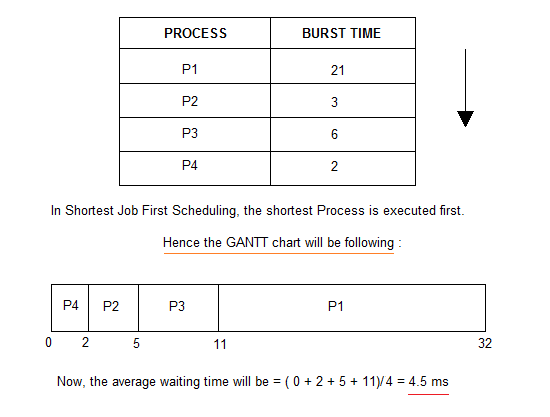 PROCESS BURST TIME
P1 21
P2 3
P3 6
P4 2
In Shortest Job First Scheduling, the shortest Process is executed first.
Hence the GANTT chart will be following :
P4 P2 P3 P1
0 2 5 11 32
Now, the average waiting time will be = ( 0 + 2 + 5 + 11)/4 = 4.5 ms